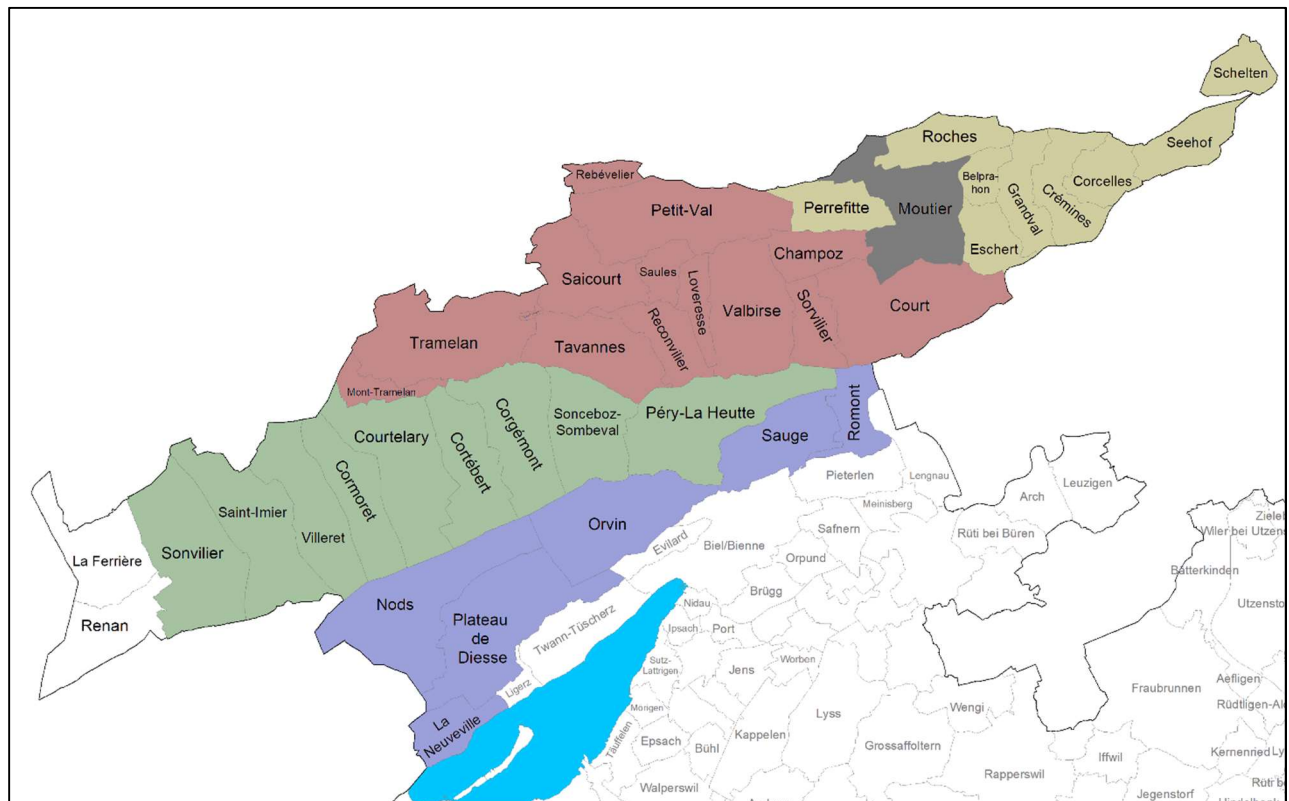 Schelten
Roches
Seehof
Rebévelier
Belpra-
hon
Grandval
Crémines
Corcelles
Petit-Val
Perrefitte
Moutier
Eschert
Champoz
Saicourt
Saules
Loveresse
Valbirse
Sorvilier
Court
Tramelan
Tavannes
Reconvilier
Mont-Tramelan
Courtelary
Cortébert
Corgémont
Sonceboz-
Sombeval
Péry-La Heutte
Sauge
Romont
Pieterlen
Lengnau
Meinisberg
Arch
Leuzigen
Rüti bei Büren
Saint-Imier
Cormoret
Villeret
Sonvilier
La Ferrière
Renan
Orvin
Evilard
Biel/Bienne
Safnern
Orpund
Brügg
Wiler bei Utzens
Bätterkinden
Nods
Plateau
de
Diesse
Twann-Tüscherz
Nidau
Ipsach
Port
Sutz-
Lattrigen
Jens
Worben
Ligerz
La
Neuveville
Mörigen
Täuffelen
Epsach
Bühl
Kappelen
Lyss
Wengi
Grossaffoltern
Walperswil
Rapperswil
Fraubrunnen
Aefligen
Iffwil
Kernenried
Jegenstorf